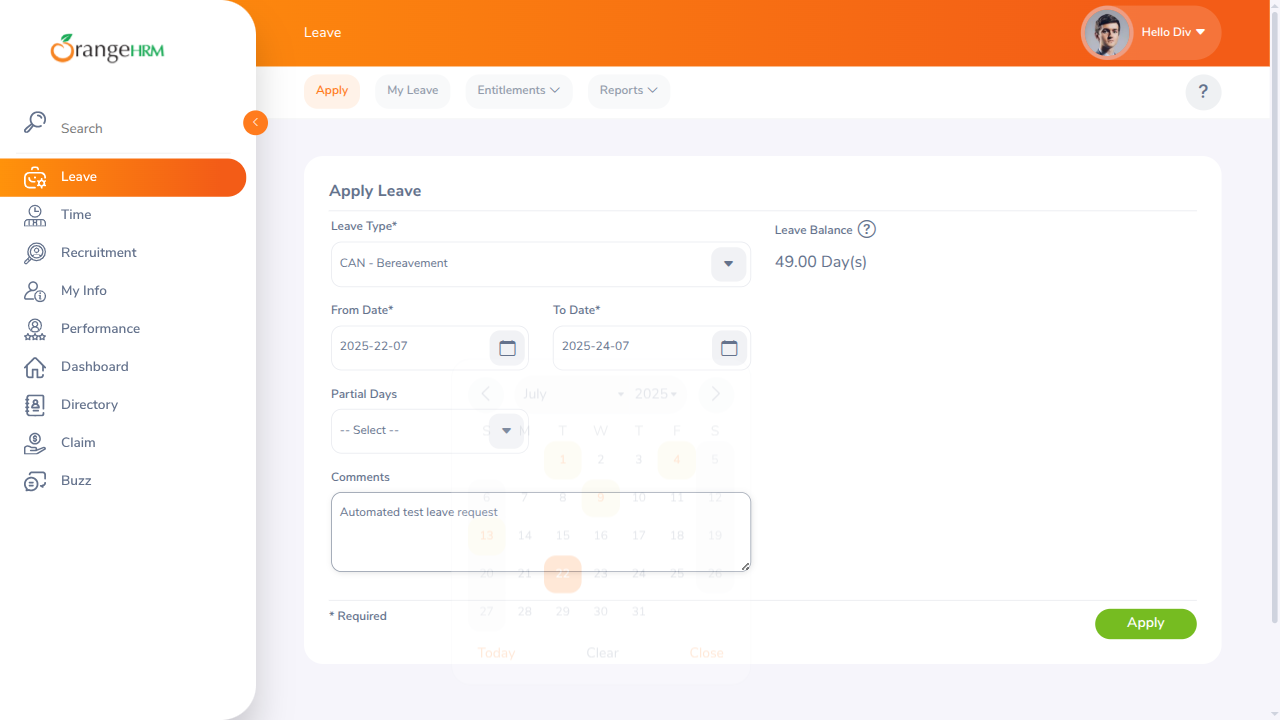 OrangeHRM
Leave
Hello Div
Search
Apply
My Leave
Entitlements
Reports
?
Leave
Time
Recruitment
My Info
Performance
Dashboard
Directory
Claim
Buzz
Apply Leave
Leave Type*
CAN - Bereavement
Leave Balance ?
49.00 Day(s)
From Date*
To Date*
2025-22-07
2025-24-07
Partial Days
-- Select --
Comments
Automated test leave request
July 2025
S M T W T F S
1 2 3 4 5
6 7 8 9 10 11 12
13 14 15 16 17 18 19
20 21 22 23 24 25 26
27 28 29 30 31
Today Clear Close
* Required
Apply